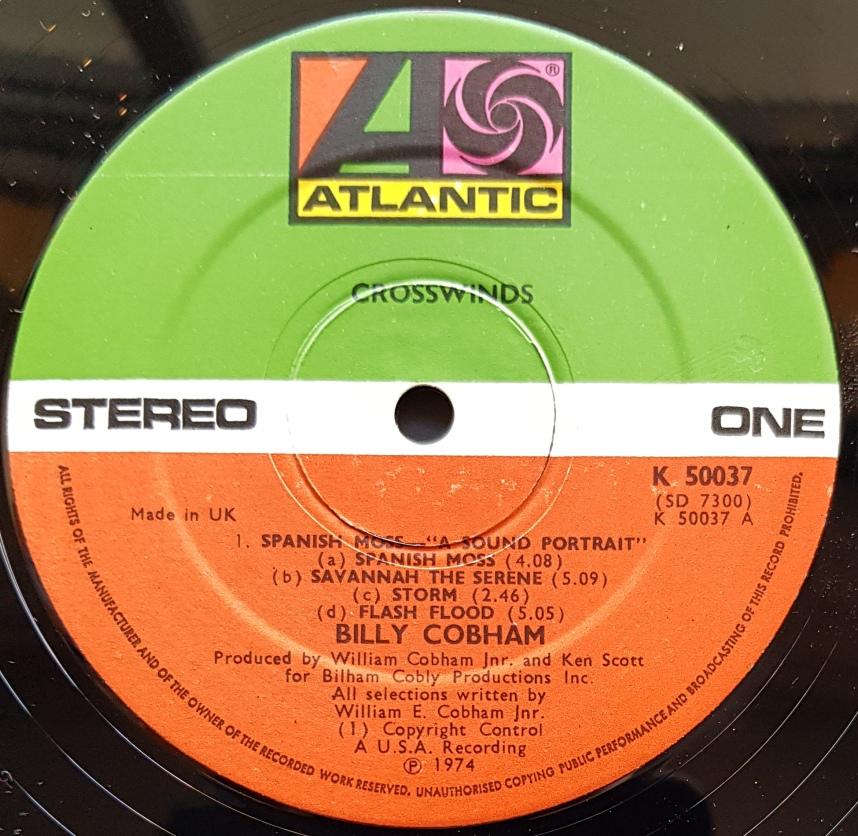 ®
ATLANTIC
CROSSWINDS
STEREO
ONE
K 50037
(SD 7300)
K 50037 A
Made in UK
1. SPANISH MOSS—"A SOUND PORTRAIT"
(a) SPANISH MOSS (4.08)
(b) SAVANNAH THE SERENE (5.09)
(c) STORM (2.46)
(d) FLASH FLOOD (5.05)
BILLY COBHAM
Produced by William Cobham Jnr. and Ken Scott
for Bilham Cobly Productions Inc.
All selections written by
William E. Cobham Jnr.
(1) Copyright Control
A U.S.A. Recording
℗ 1974
ALL RIGHTS OF THE MANUFACTURER AND OF THE OWNER OF THE RECORDED WORK RESERVED. UNAUTHORISED COPYING PUBLIC PERFORMANCE AND BROADCASTING OF THIS RECORD PROHIBITED.